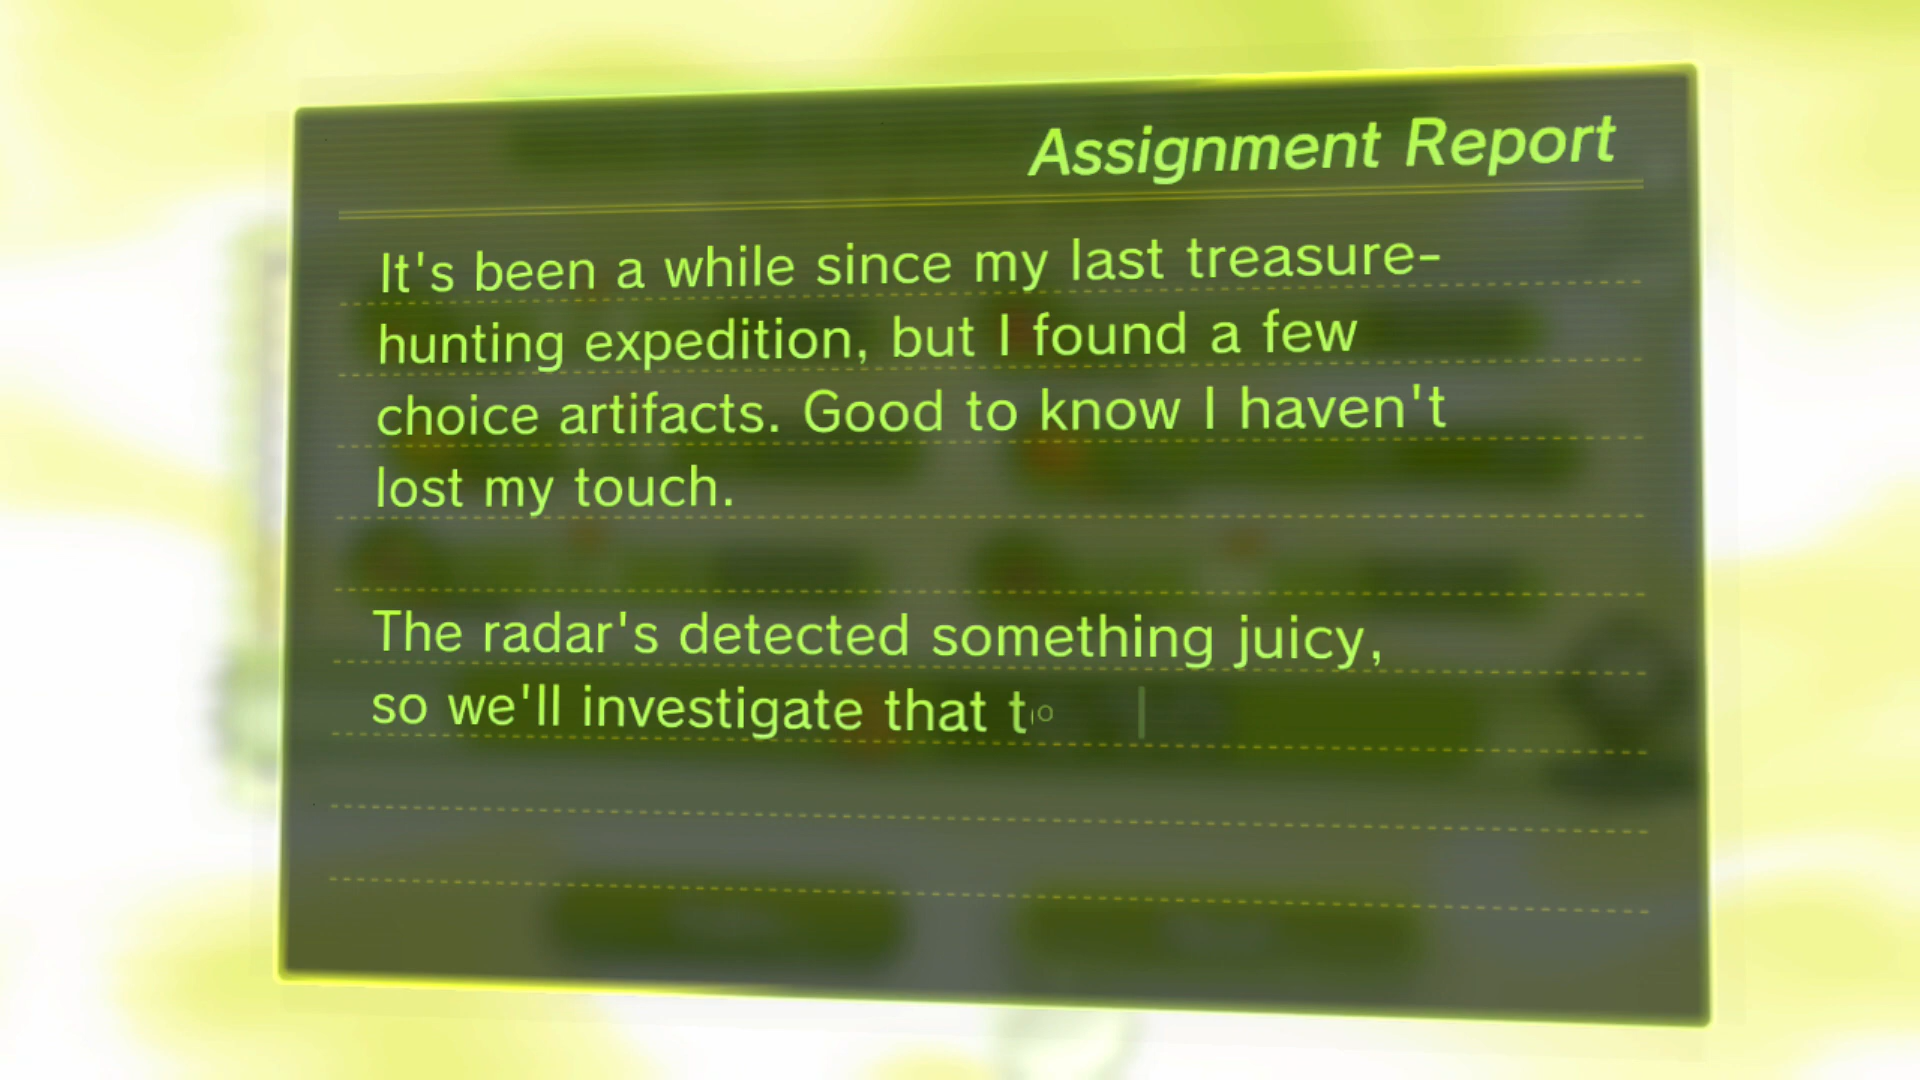 Assignment Report
It's been a while since my last treasure-
hunting expedition, but I found a few
choice artifacts. Good to know I haven't
lost my touch.
The radar's detected something juicy,
so we'll investigate that to